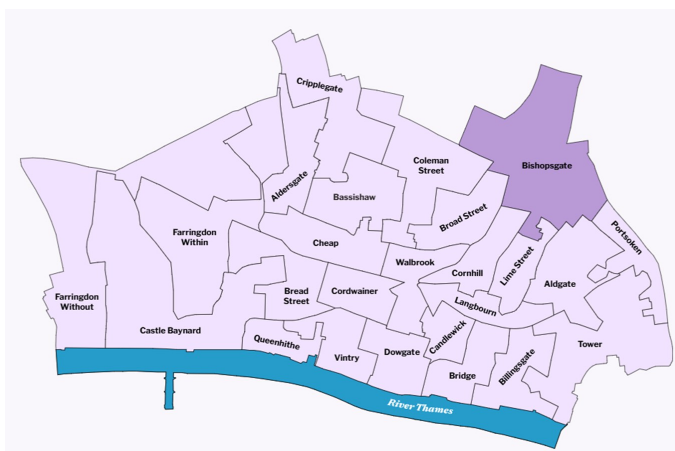 Cripplegate
Coleman
Street
Bishopsgate
Aldersgate
Bassishaw
Broad Street
Farringdon
Within
Cheap
Portsoken
Walbrook
Cornhill
Lime Street
Aldgate
Farringdon
Without
Bread
Street
Cordwainer
Langbourn
Castle Baynard
Queenhithe
Vintry
Dowgate
Candlewick
Bridge
Billingsgate
Tower
River Thames